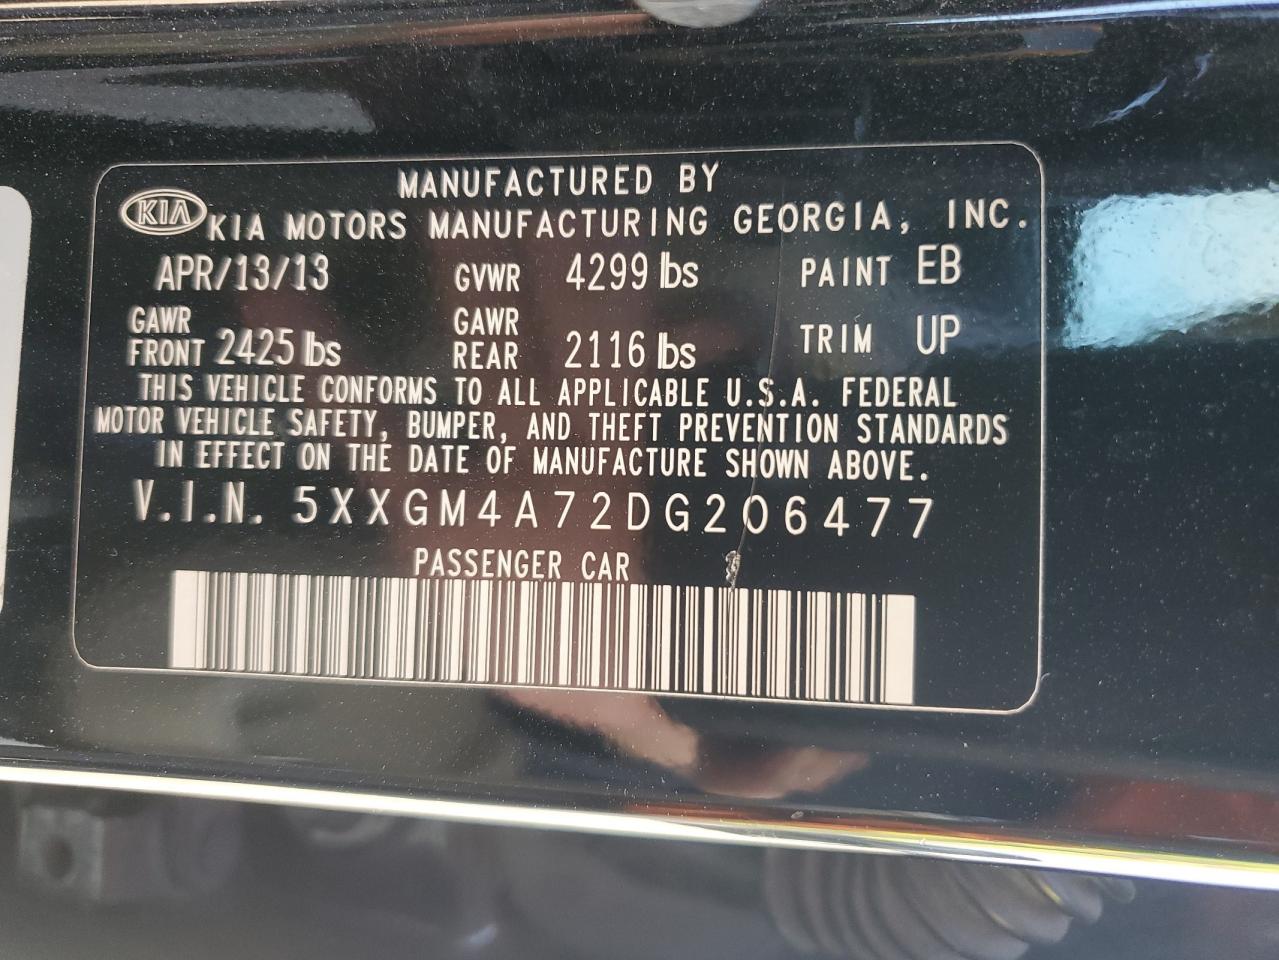 MANUFACTURED BY
KIA KIA MOTORS MANUFACTURING GEORGIA, INC.
APR/13/13 GVWR 4299 lbs PAINT EB
GAWR FRONT 2425 lbs GAWR REAR 2116 lbs TRIM UP
THIS VEHICLE CONFORMS TO ALL APPLICABLE U.S.A. FEDERAL
MOTOR VEHICLE SAFETY, BUMPER, AND THEFT PREVENTION STANDARDS
IN EFFECT ON THE DATE OF MANUFACTURE SHOWN ABOVE.
V.I.N. 5XXGM4A72DG206477
PASSENGER CAR